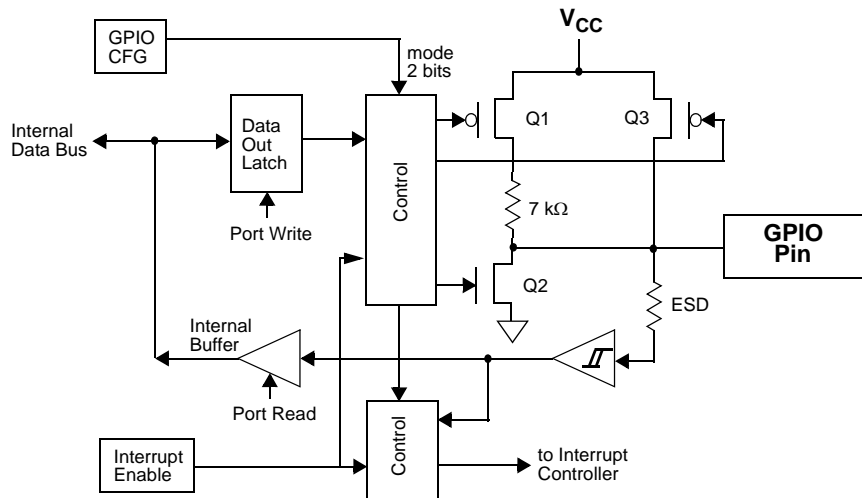 V_CC
GPIO
CFG
mode
2 bits
Internal
Data Bus
Data
Out
Latch
Control
Q1
Q3
7 kΩ
GPIO
Pin
Port Write
Q2
ESD
Internal
Buffer
Port Read
Control
Interrupt
Enable
to Interrupt
Controller